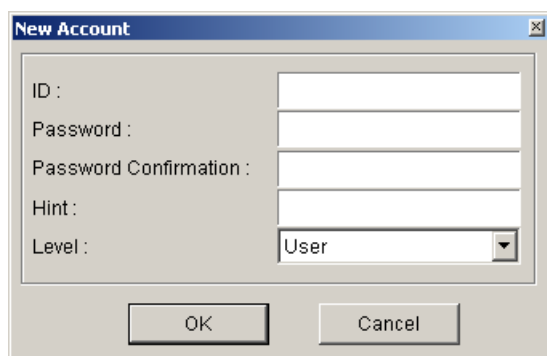 New Account
ID :
Password :
Password Confirmation :
Hint :
Level : User
OK Cancel